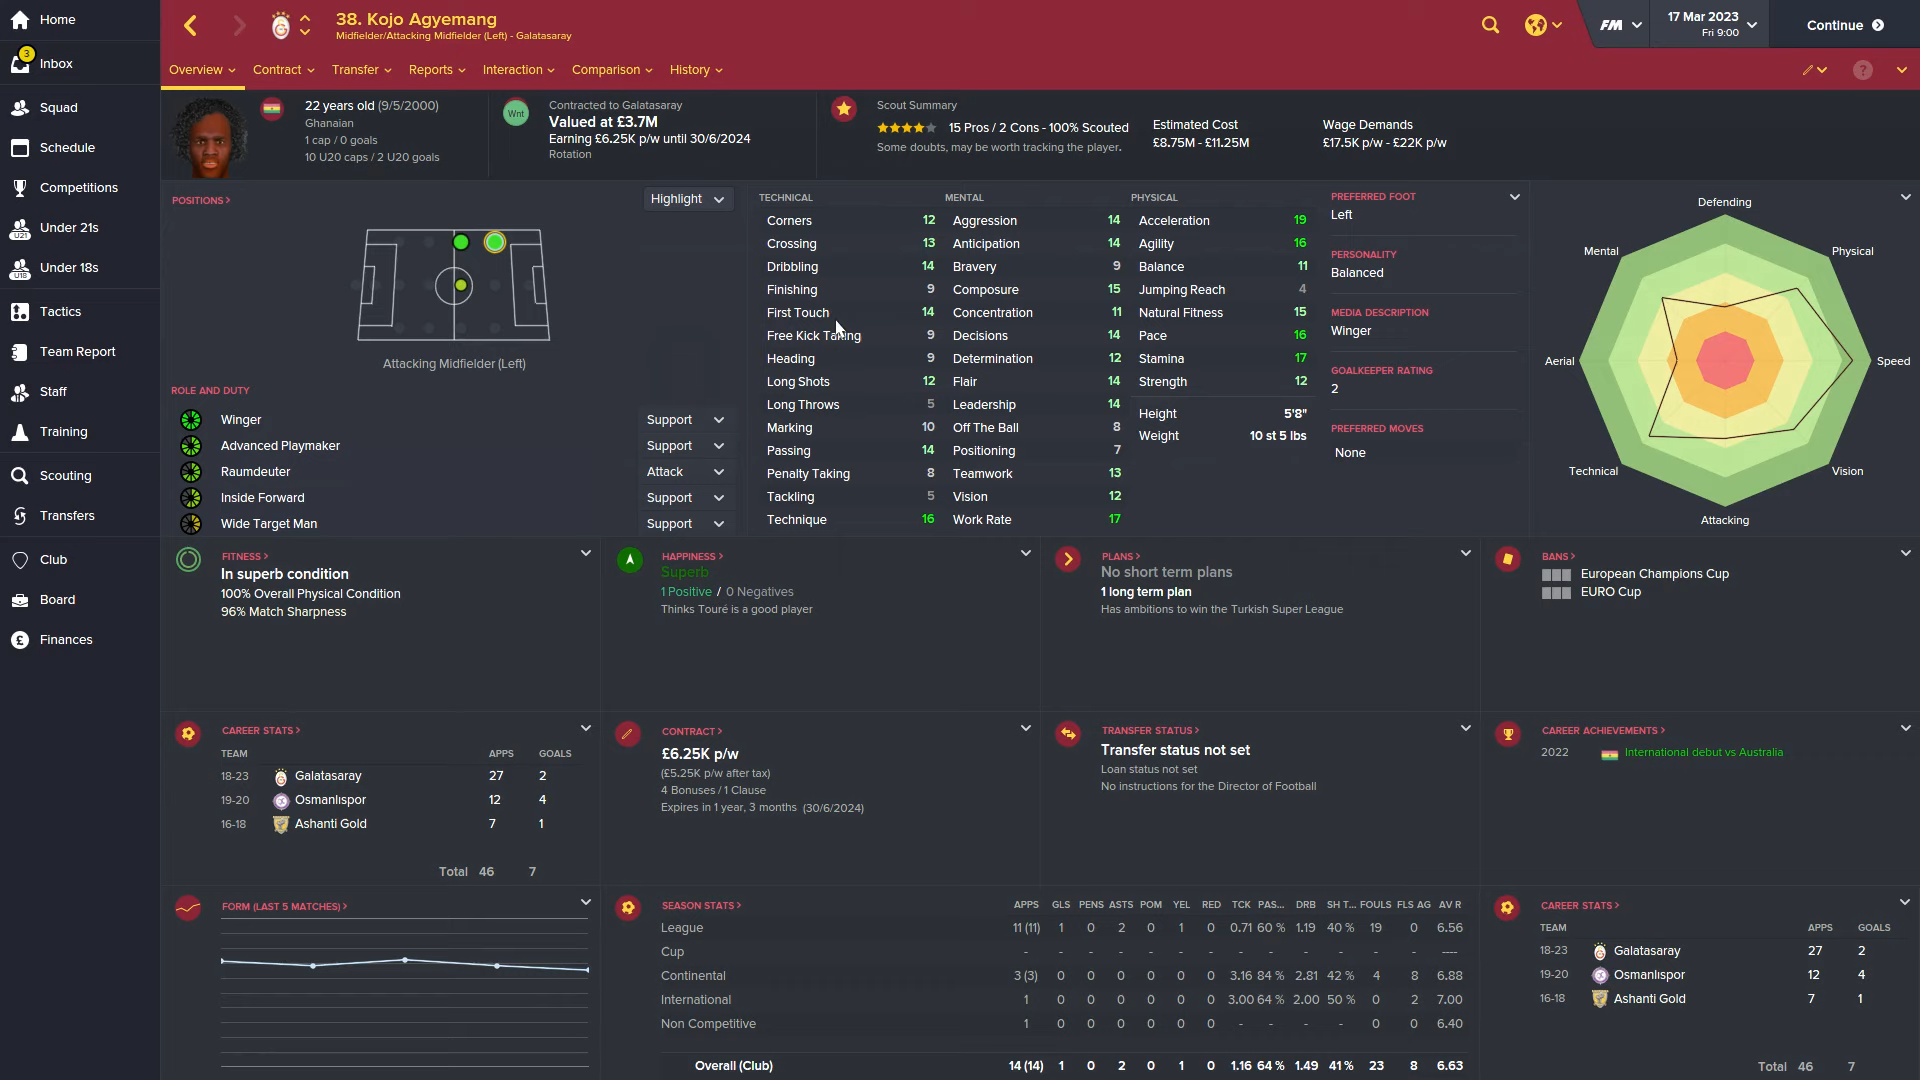 Home
3
Inbox
Squad
Schedule
Competitions
U21
Under 21s
U18
Under 18s
Tactics
Team Report
Staff
Training
Scouting
Transfers
Club
Board
£ Finances
38. Kojo Agyemang
Midfielder/Attacking Midfielder (Left) - Galatasaray
FM
17 Mar 2023
Fri 9:00
Continue
Overview Contract Transfer Reports Interaction Comparison History
?
22 years old (9/5/2000)
Ghanaian
1 cap / 0 goals
10 U20 caps / 2 U20 goals
Wnt
Contracted to Galatasaray
Valued at £3.7M
Earning £6.25K p/w until 30/6/2024
Rotation
Scout Summary
15 Pros / 2 Cons - 100% Scouted
Some doubts, may be worth tracking the player.
Estimated Cost
£8.75M - £11.25M
Wage Demands
£17.5K p/w - £22K p/w
POSITIONS >
Highlight
Attacking Midfielder (Left)
ROLE AND DUTY
Winger Support
Advanced Playmaker Support
Raumdeuter Attack
Inside Forward Support
Wide Target Man Support
TECHNICAL
Corners 12
Crossing 13
Dribbling 14
Finishing 9
First Touch 14
Free Kick Taking 9
Heading 9
Long Shots 12
Long Throws 5
Marking 10
Passing 14
Penalty Taking 8
Tackling 5
Technique 16
MENTAL
Aggression 14
Anticipation 14
Bravery 9
Composure 15
Concentration 11
Decisions 14
Determination 12
Flair 14
Leadership 14
Off The Ball 8
Positioning 7
Teamwork 13
Vision 12
Work Rate 17
PHYSICAL
Acceleration 19
Agility 16
Balance 11
Jumping Reach 4
Natural Fitness 15
Pace 16
Stamina 17
Strength 12
Height 5'8"
Weight 10 st 5 lbs
PREFERRED FOOT
Left
PERSONALITY
Balanced
MEDIA DESCRIPTION
Winger
GOALKEEPER RATING
2
PREFERRED MOVES
None
Defending
Mental Physical
Aerial Speed
Technical Vision
Attacking
FITNESS >
In superb condition
100% Overall Physical Condition
96% Match Sharpness
HAPPINESS >
Superb
1 Positive / 0 Negatives
Thinks Touré is a good player
PLANS >
No short term plans
1 long term plan
Has ambitions to win the Turkish Super League
BANS >
European Champions Cup
EURO Cup
CAREER STATS >
TEAM APPS GOALS
18-23 Galatasaray 27 2
19-20 Osmanlıspor 12 4
16-18 Ashanti Gold 7 1
Total 46 7
CONTRACT >
£6.25K p/w
(£5.25K p/w after tax)
4 Bonuses / 1 Clause
Expires in 1 year, 3 months (30/6/2024)
TRANSFER STATUS >
Transfer status not set
Loan status not set
No instructions for the Director of Football
CAREER ACHIEVEMENTS >
2022 International debut vs Australia
FORM (LAST 5 MATCHES) >
SEASON STATS > APPS GLS PENS ASTS POM YEL RED TCK PAS... DRB SH T... FOULS FLS AG AV R
League 11 (11) 1 0 2 0 1 0 0.71 60 % 1.19 40 % 19 0 6.56
Cup - - - - - - - - - - - - - ----
Continental 3 (3) 0 0 0 0 0 0 3.16 84 % 2.81 42 % 4 8 6.88
International 1 0 0 0 0 0 0 3.00 64 % 2.00 50 % 0 2 7.00
Non Competitive 1 0 0 0 0 0 0 - - - - 0 0 6.40
Overall (Club) 14 (14) 1 0 2 0 1 0 1.16 64 % 1.49 41 % 23 8 6.63
CAREER STATS >
TEAM APPS GOALS
18-23 Galatasaray 27 2
19-20 Osmanlıspor 12 4
16-18 Ashanti Gold 7 1
Total 46 7